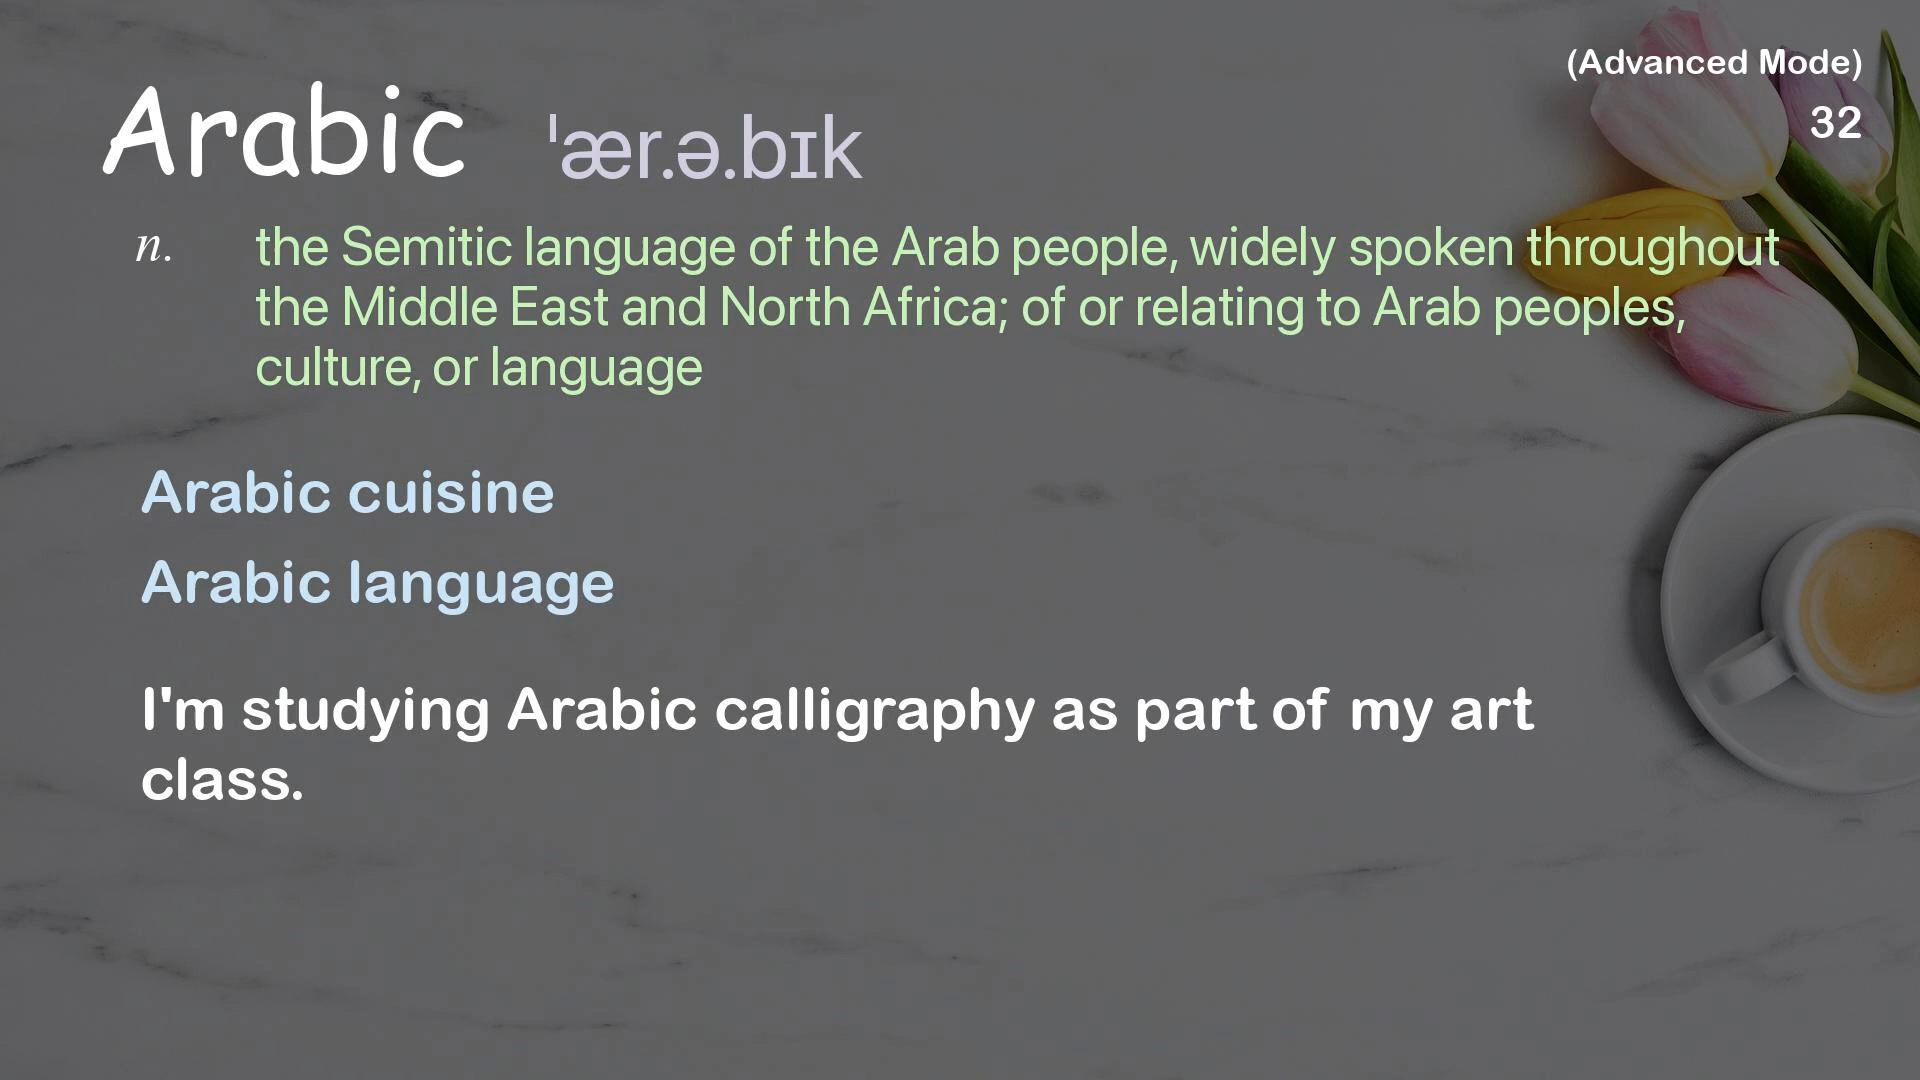 (Advanced Mode)
32
Arabic ˈær.ə.bɪk
n. the Semitic language of the Arab people, widely spoken throughout
the Middle East and North Africa; of or relating to Arab peoples,
culture, or language
Arabic cuisine
Arabic language
I'm studying Arabic calligraphy as part of my art
class.